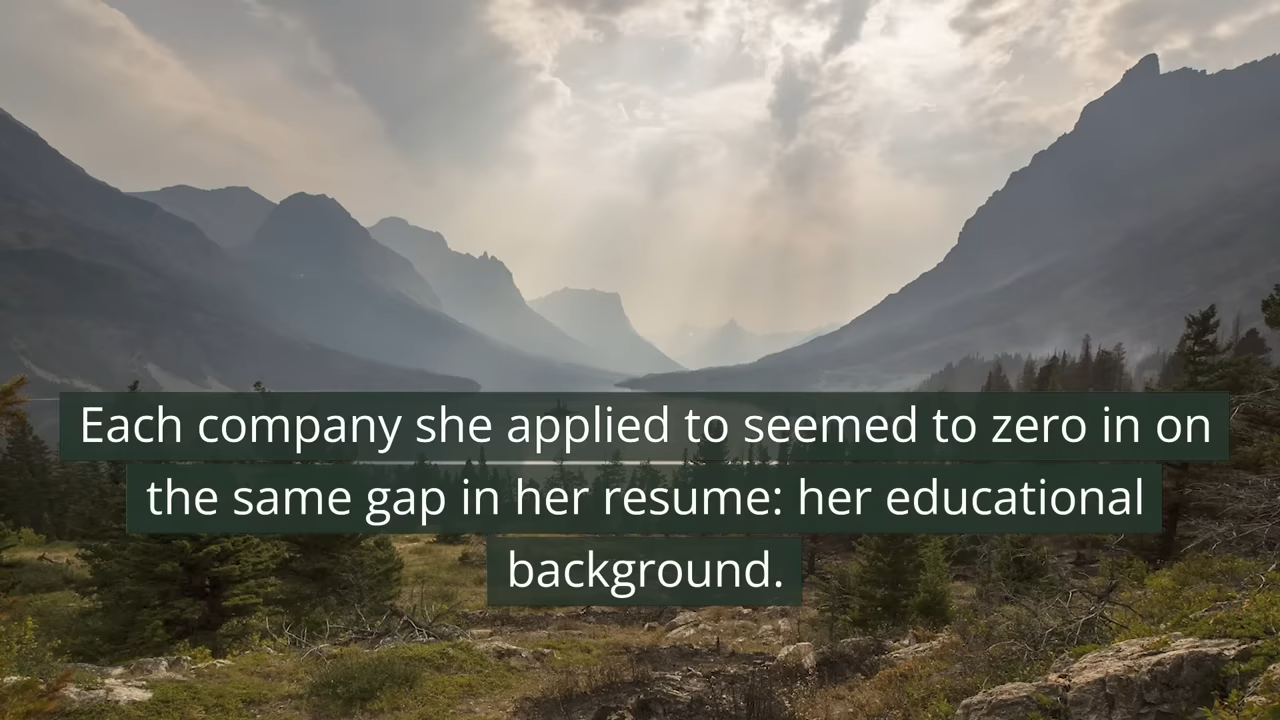 Each company she applied to seemed to zero in on
the same gap in her resume: her educational
background.